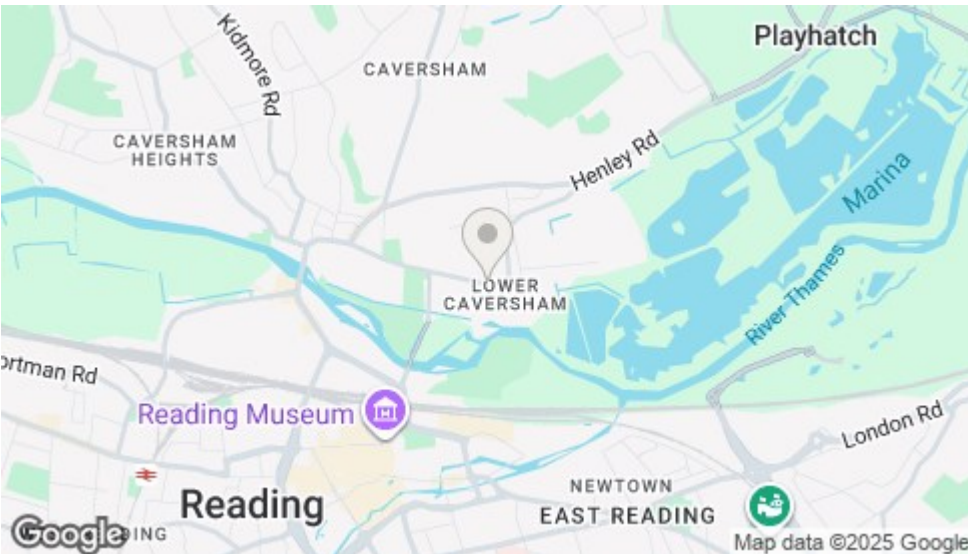 Playhatch
Kidmore Rd
CAVERSHAM
CAVERSHAM
HEIGHTS
Henley Rd
Marina
LOWER
CAVERSHAM
River Thames
ortman Rd
Reading Museum
London Rd
NEWTOWN
Reading
EAST READING
Google
DING
Map data ©2025 Google